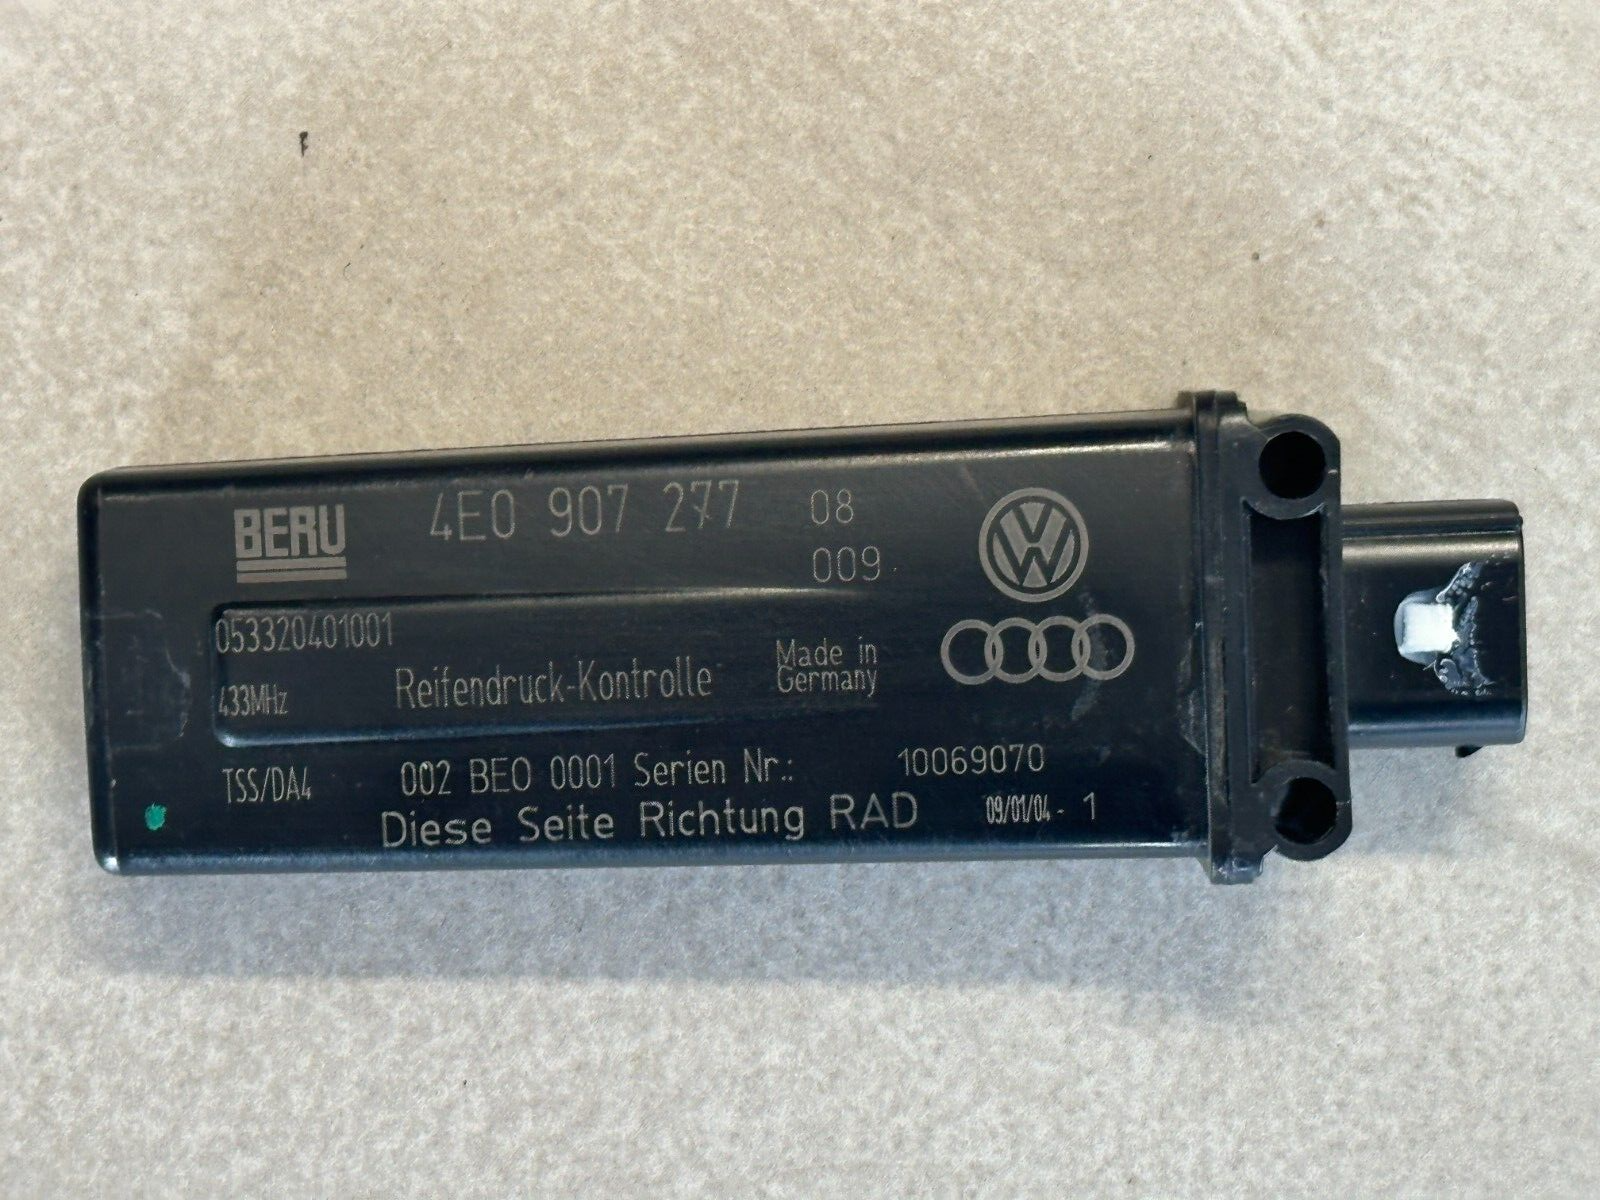 BERU 4E0 907 277 08
009
053320401001
433MHz Reifendruck-Kontrolle Made in
Germany
TSS/DA4 002 BE0 0001 Serien Nr.: 10069070
Diese Seite Richtung RAD 09/01/04 - 1